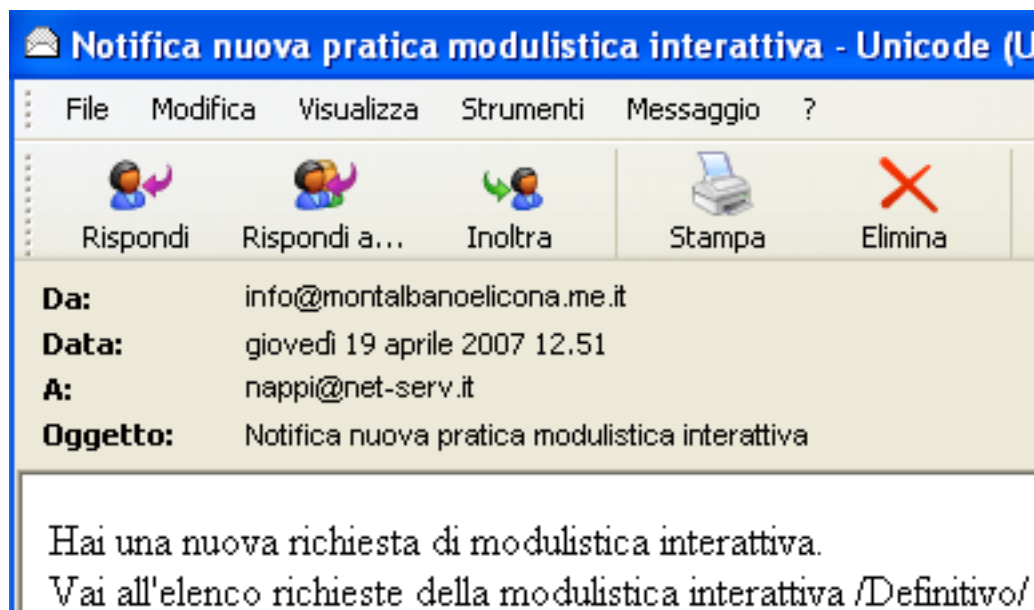 Notifica nuova pratica modulistica interattiva - Unicode (U
File Modifica Visualizza Strumenti Messaggio ?
Rispondi Rispondi a... Inoltra Stampa Elimina
Da: info@montalbanoelicona.me.it
Data: giovedì 19 aprile 2007 12.51
A: nappi@net-serv.it
Oggetto: Notifica nuova pratica modulistica interattiva
Hai una nuova richiesta di modulistica interattiva.
Vai all'elenco richieste della modulistica interattiva /Definitivo/